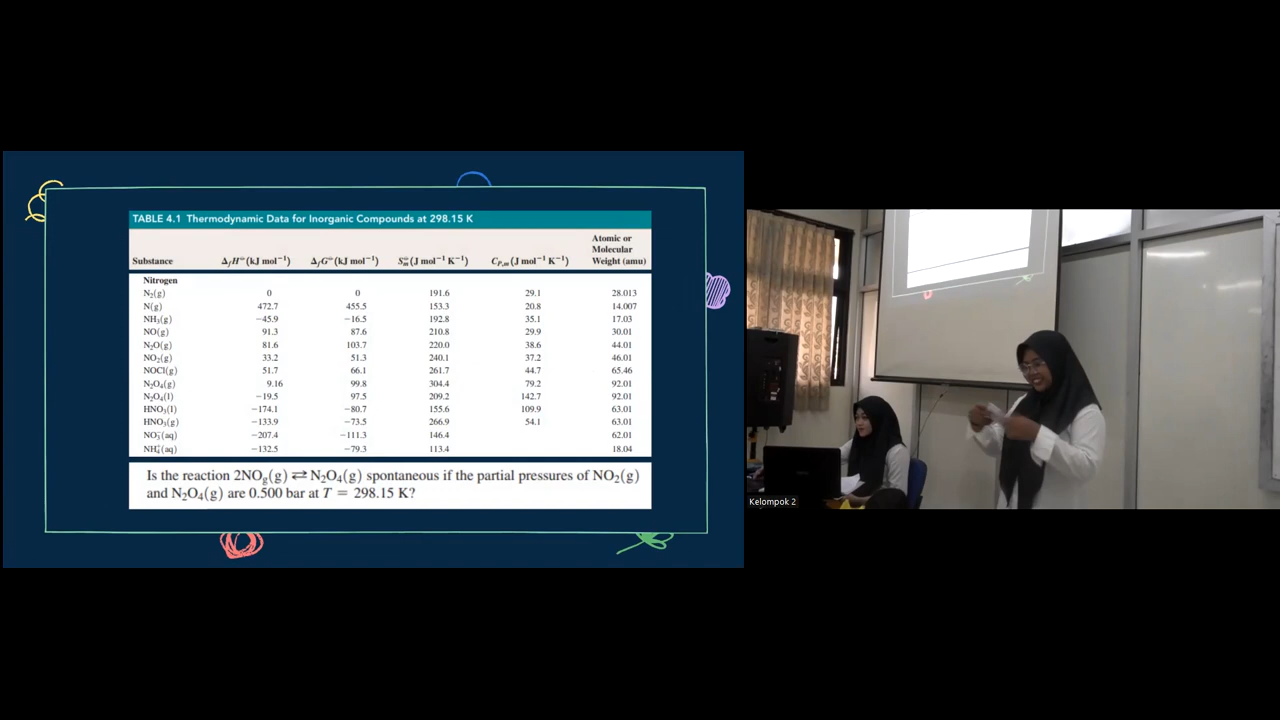 TABLE 4.1 Thermodynamic Data for Inorganic Compounds at 298.15 K
Substance ΔfH°(kJ mol⁻¹) ΔfG°(kJ mol⁻¹) S°m(J mol⁻¹ K⁻¹) CP,m(J mol⁻¹ K⁻¹) Atomic or Molecular Weight (amu)
Nitrogen
N₂(g) 0 0 191.6 29.1 28.013
N(g) 472.7 455.5 153.3 20.8 14.007
NH₃(g) −45.9 −16.5 192.8 35.1 17.03
NO(g) 91.3 87.6 210.8 29.9 30.01
N₂O(g) 81.6 103.7 220.0 38.6 44.01
NO₂(g) 33.2 51.3 240.1 37.2 46.01
NOCl(g) 51.7 66.1 261.7 44.7 65.46
N₂O₄(g) 9.16 99.8 304.4 79.2 92.01
N₂O₄(l) −19.5 97.5 209.2 142.7 92.01
HNO₃(l) −174.1 −80.7 155.6 109.9 63.01
HNO₃(g) −133.9 −73.5 266.9 54.1 63.01
NO₃⁻(aq) −207.4 −111.3 146.4 62.01
NH₄⁺(aq) −132.5 −79.3 113.4 18.04
Is the reaction 2NOg(g) ⇄ N₂O₄(g) spontaneous if the partial pressures of NO₂(g)
and N₂O₄(g) are 0.500 bar at T = 298.15 K?
Kelompok 2